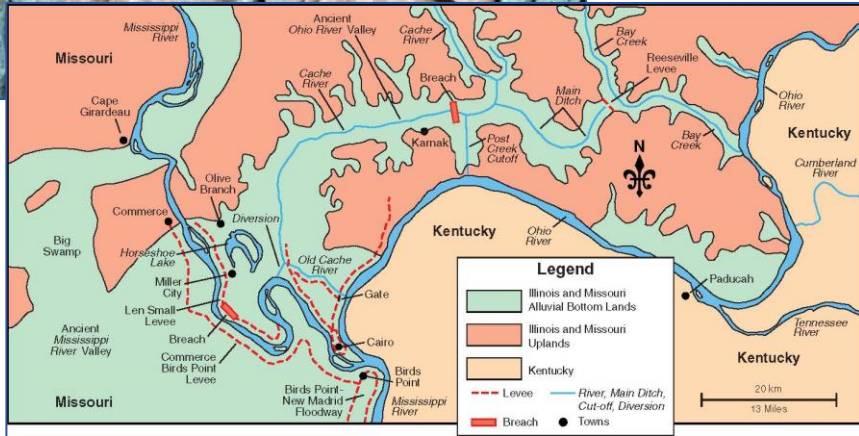 Missouri
Mississippi
River
Ancient
Ohio River Valley
Cache
River
Bay
Creek
Reeseville
Levee
Ohio
River
Cape
Girardeau
Cache
River
Breach
Main
Ditch
Karnak
Post
Creek
Cutoff
N
Bay
Creek
Kentucky
Cumberland
River
Olive
Branch
Commerce
Diversion
Big
Swamp
Horseshoe
Lake
Old Cache
River
Kentucky
Ohio
River
Miller
City
Len Small
Levee
Gate
Paducah
Ancient
Mississippi
River Valley
Breach
Commerce
Birds Point
Levee
Cairo
Birds
Point
Tennessee
River
Kentucky
Missouri
Birds Point-
New Madrid
Floodway
Mississippi
River
Legend
Illinois and Missouri
Alluvial Bottom Lands
Illinois and Missouri
Uplands
Kentucky
Levee
River, Main Ditch,
Cut-off, Diversion
Breach
Towns
20 km
13 Miles